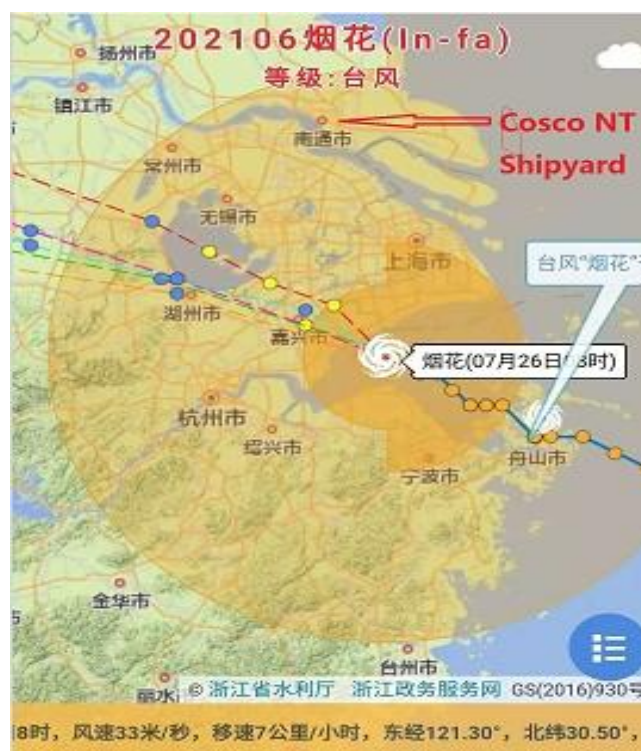 202106烟花(In-fa)
等级:台风
扬州市
镇江市
南通市
Cosco NT
Shipyard
常州市
无锡市
上海市
台风“烟花”
湖州市
嘉兴市
烟花(07月26日08时)
杭州市
绍兴市
宁波市
舟山市
金华市
台州市
丽水
© 浙江省水利厅 浙江政务服务网 GS(2016)930号
8时，风速33米/秒，移速7公里/小时，东经121.30°，北纬30.50°，